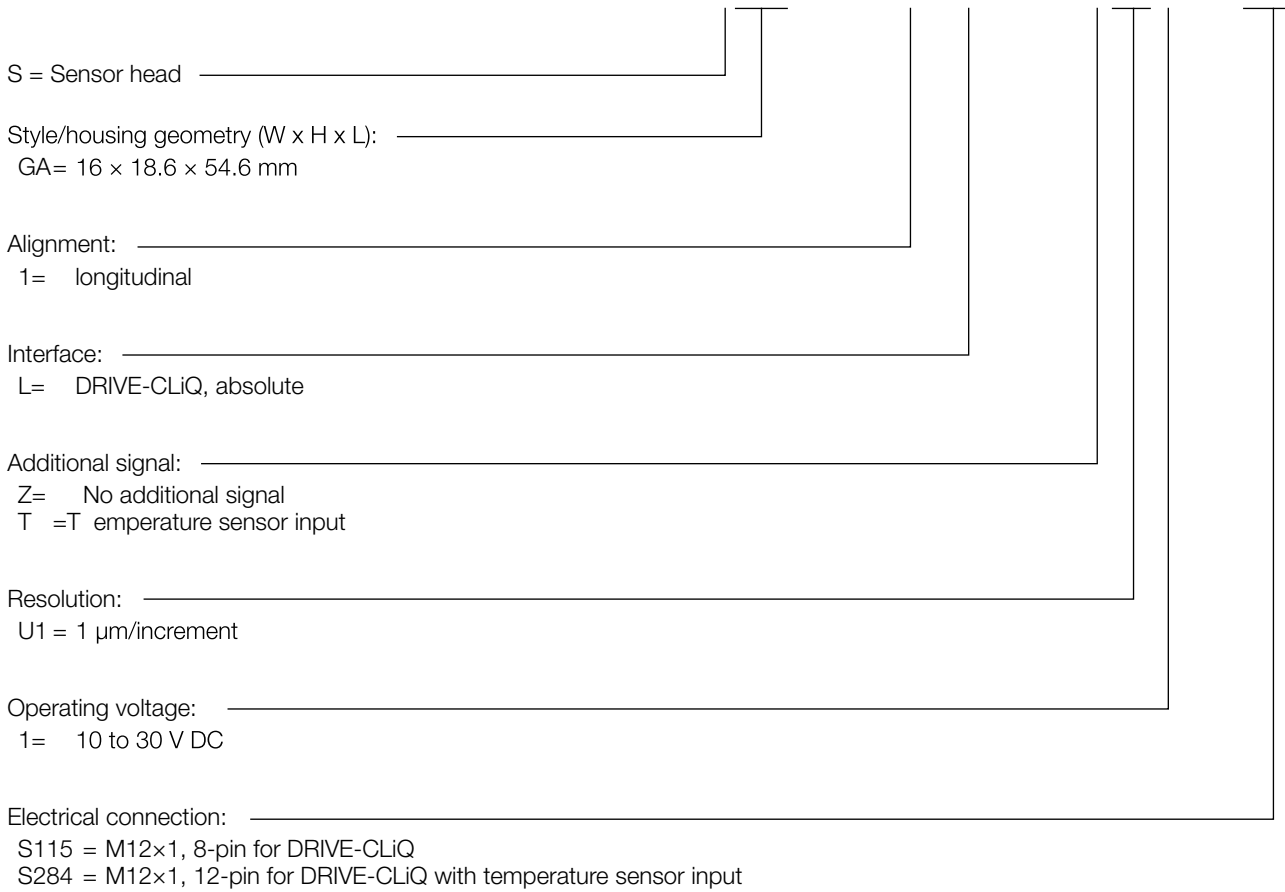 S = Sensor head
Style/housing geometry (W x H x L):
GA= 16 × 18.6 × 54.6 mm
Alignment:
1= longitudinal
Interface:
L= DRIVE-CLiQ, absolute
Additional signal:
Z= No additional signal
T =T emperature sensor input
Resolution:
U1 = 1 µm/increment
Operating voltage:
1= 10 to 30 V DC
Electrical connection:
S115 = M12×1, 8-pin for DRIVE-CLiQ
S284 = M12×1, 12-pin for DRIVE-CLiQ with temperature sensor input